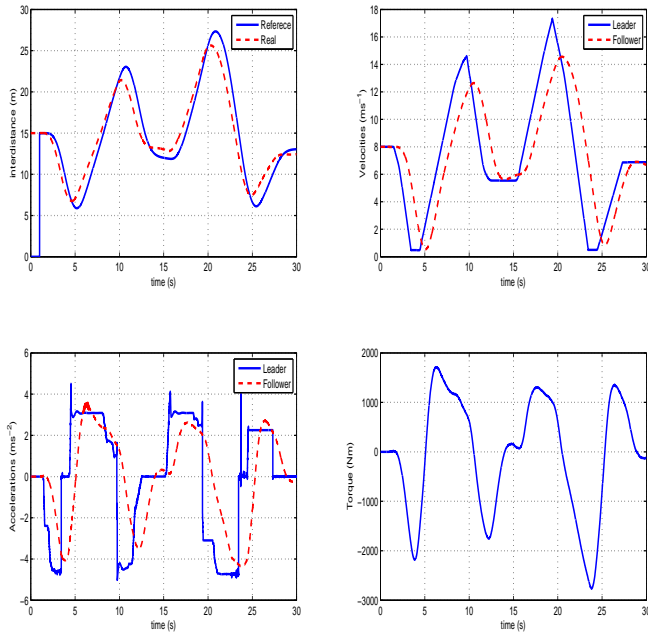 30
25
20
15
10
5
0
0 5 10 15 20 25 30
time (s)
interdistance (m)
Referece
Real
18
16
14
12
10
8
6
4
2
0
0 5 10 15 20 25 30
time (s)
Velocities (ms⁻¹)
Leader
Follower
6
4
2
0
−2
−4
−6
0 5 10 15 20 25 30
time (s)
Accelerations (ms⁻²)
Leader
Follower
2000
1000
0
−1000
−2000
−3000
0 5 10 15 20 25 30
time (s)
Torque (Nm)